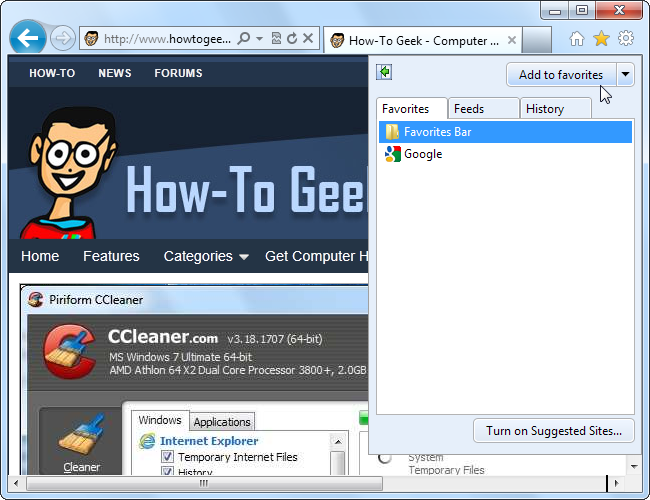 http://www.howtogee...
How-To Geek - Computer ...
HOW-TO NEWS FORUMS
Add to favorites
Favorites Feeds History
Favorites Bar
Google
How-To Geek
Home Features Categories Get Computer H
Piriform CCleaner
CCleaner.com v3.18.1707 (64-bit)
MS Windows 7 Ultimate 64-bit
AMD Athlon 64 X2 Dual Core Processor 3800+, 2.0GB
Windows Applications
Turn on Suggested Sites...
Internet Explorer
Temporary Internet Files
System
Cleaner
History
Temporary Files